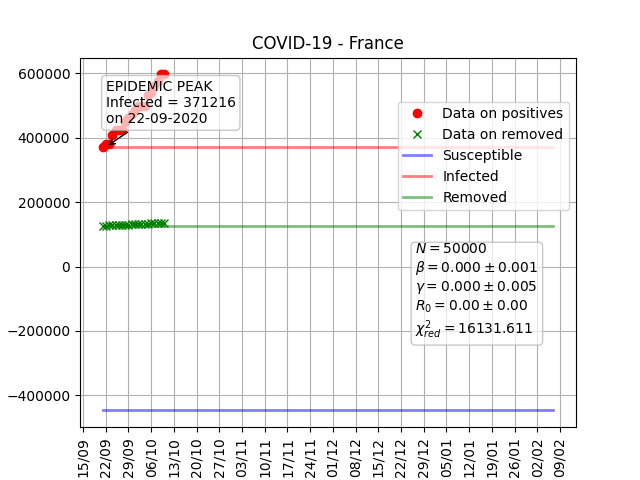 COVID-19 - France
600000
400000
200000
0
−200000
−400000
EPIDEMIC PEAK
Infected = 371216
on 22-09-2020
Data on positives
Data on removed
Susceptible
Infected
Removed
N = 50000
β = 0.000 ± 0.001
γ = 0.000 ± 0.005
R₀ = 0.00 ± 0.00
χ²_red = 16131.611
15/09
22/09
29/09
06/10
13/10
20/10
27/10
03/11
10/11
17/11
24/11
01/12
08/12
15/12
22/12
29/12
05/01
12/01
19/01
26/01
02/02
09/02